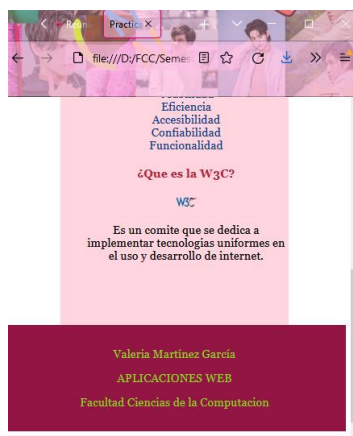 Practic
file:///D:/FCC/Semes
Eficiencia
Accesibilidad
Confiabilidad
Funcionalidad
¿Que es la W3C?
W3C
Es un comite que se dedica a
implementar tecnologias uniformes en
el uso y desarrollo de internet.
Valeria Martínez García
APLICACIONES WEB
Facultad Ciencias de la Computacion